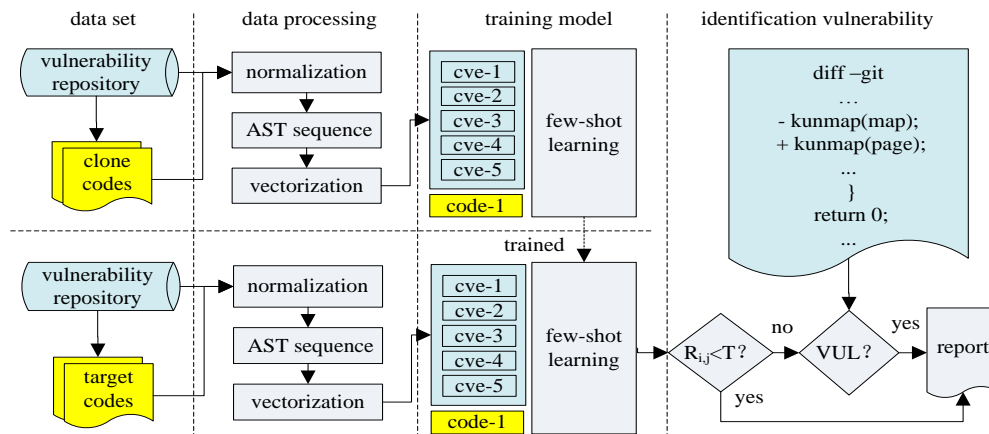 data set
data processing
training model
identification vulnerability
vulnerability
repository
clone
codes
normalization
AST sequence
vectorization
cve-1
cve-2
cve-3
cve-4
cve-5
code-1
few-shot
learning
diff –git
…
- kunmap(map);
+ kunmap(page);
...
}
return 0;
...
trained
vulnerability
repository
target
codes
normalization
AST sequence
vectorization
cve-1
cve-2
cve-3
cve-4
cve-5
code-1
few-shot
learning
R_{i,j}<T?
no
yes
VUL?
yes
report